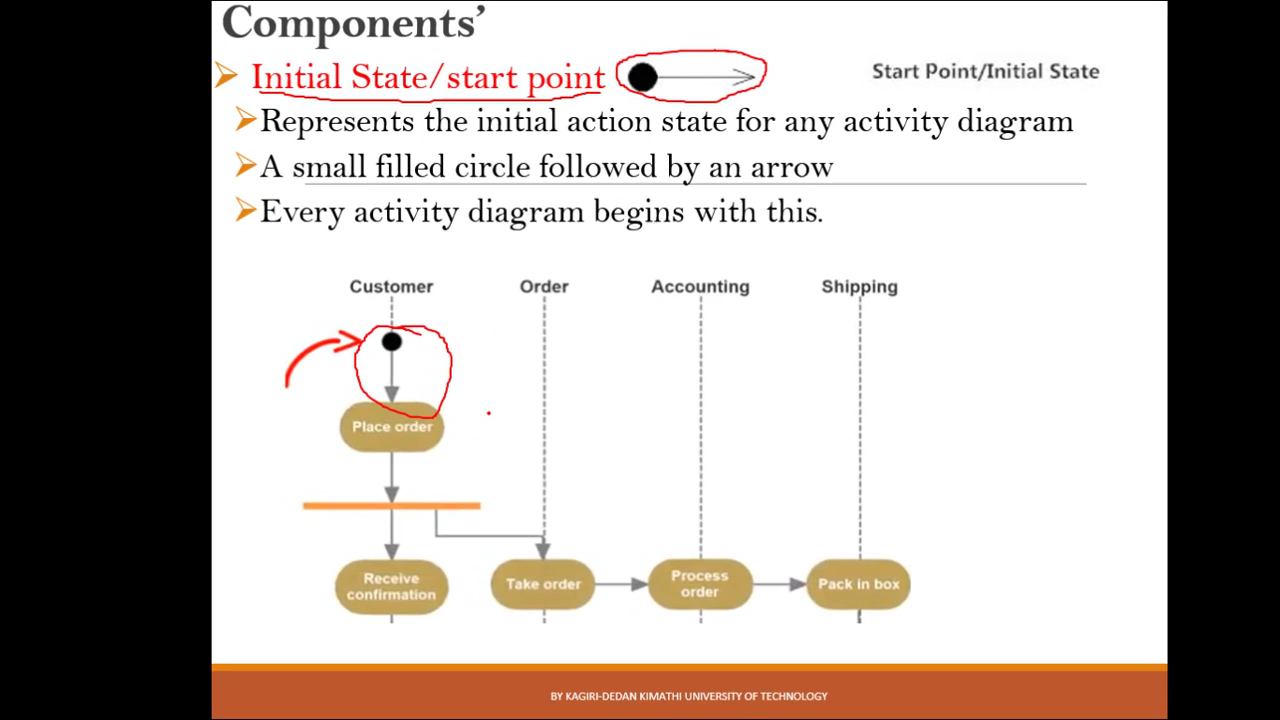 Components’
Initial State/start point
Start Point/Initial State
Represents the initial action state for any activity diagram
A small filled circle followed by an arrow
Every activity diagram begins with this.
Customer
Order
Accounting
Shipping
Place order
Receive
confirmation
Take order
Process
order
Pack in box
BY KAGIRI-DEDAN KIMATHI UNIVERSITY OF TECHNOLOGY